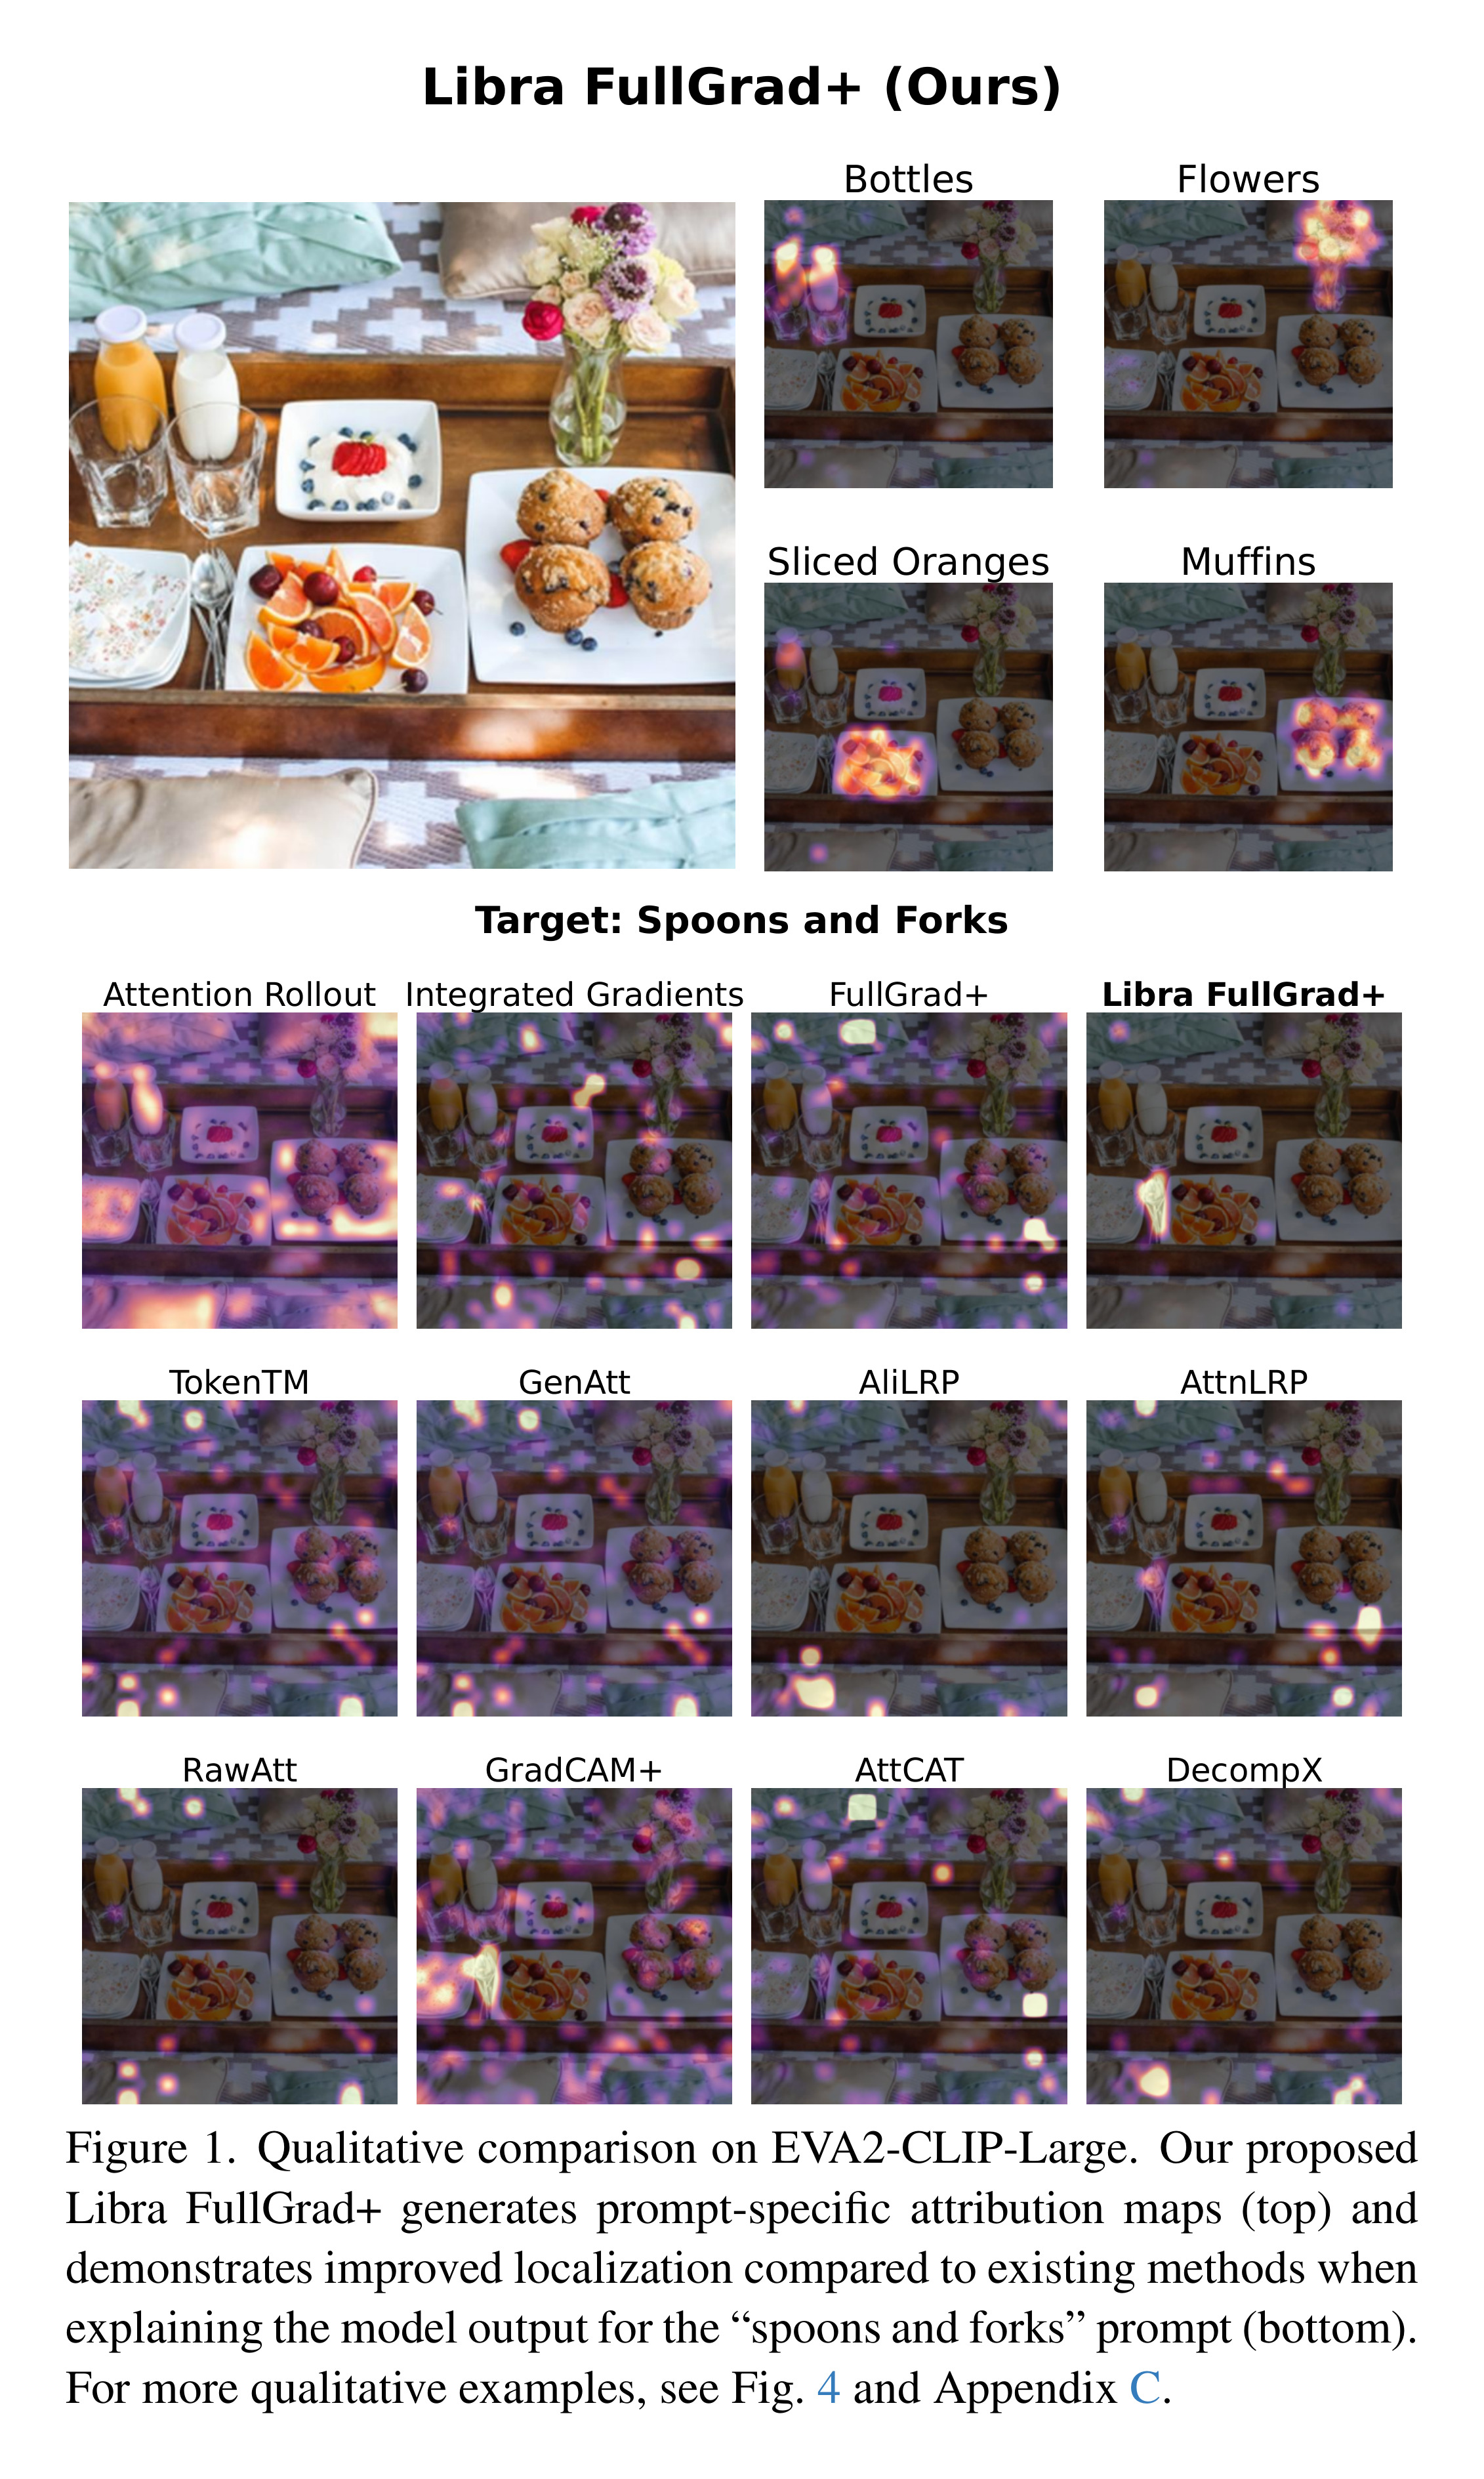 Libra FullGrad+ (Ours)
Bottles
Flowers
Sliced Oranges
Muffins
Target: Spoons and Forks
Attention Rollout
Integrated Gradients
FullGrad+
Libra FullGrad+
TokenTM
GenAtt
AliLRP
AttnLRP
RawAtt
GradCAM+
AttCAT
DecompX
Figure 1. Qualitative comparison on EVA2-CLIP-Large. Our proposed
Libra FullGrad+ generates prompt-specific attribution maps (top) and
demonstrates improved localization compared to existing methods when
explaining the model output for the “spoons and forks” prompt (bottom).
For more qualitative examples, see Fig. 4 and Appendix C.